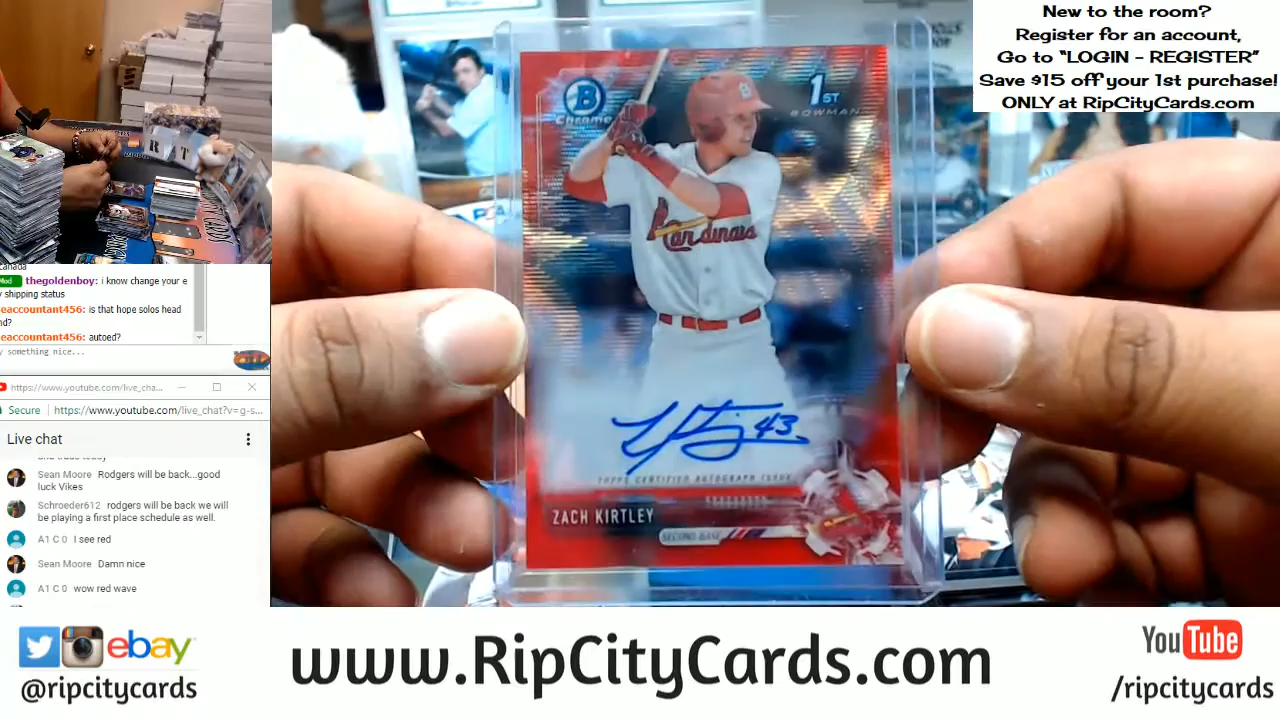 New to the room?
Register for an account,
Go to “LOGIN - REGISTER”
Save $15 off your 1st purchase!
ONLY at RipCityCards.com
B
Chrome
1ST
BOWMAN
Cardinals
43
TOPPS CERTIFIED AUTOGRAPH ISSUE
ZACH KIRTLEY
SECOND BASE
R T
canada
Mod thegoldenboy: i know change your e
y shipping status
eaccountant456: is that hope solos head
nd?
eaccountant456: autoed?
y something nice...
https://www.youtube.com/live_cha...
Secure https://www.youtube.com/live_chat?v=g-s...
Live chat
Sean Moore Rodgers will be back...good
luck Vikes
Schroeder612 rodgers will be back we will
be playing a first place schedule as well.
A1 C 0 I see red
Sean Moore Damn nice
A1 C 0 wow red wave
ebay
@ripcitycards
www.RipCityCards.com
YouTube
/ripcitycards